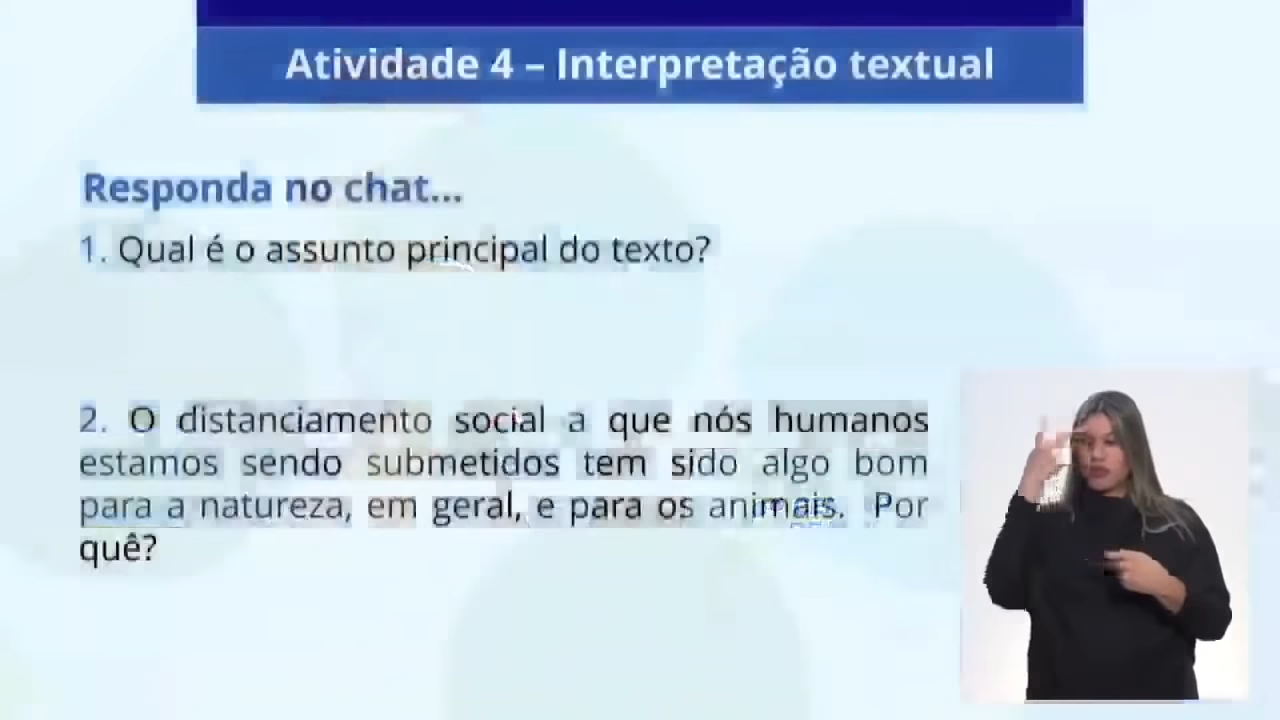 Atividade 4 – Interpretação textual
Responda no chat...
1. Qual é o assunto principal do texto?
2. O distanciamento social a que nós humanos
estamos sendo submetidos tem sido algo bom
para a natureza, em geral, e para os animais. Por
quê?